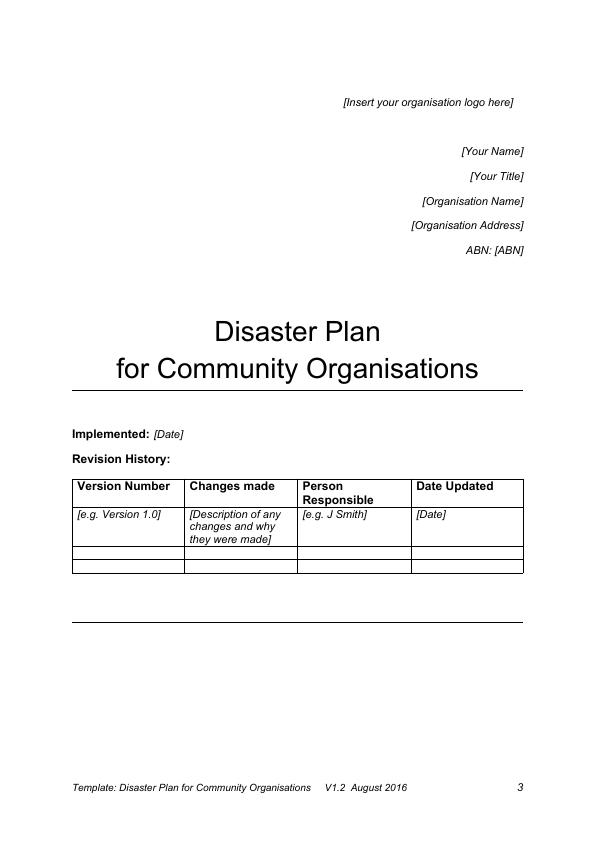 [Insert your organisation logo here]
[Your Name]
[Your Title]
[Organisation Name]
[Organisation Address]
ABN: [ABN]
Disaster Plan
for Community Organisations
Implemented: [Date]
Revision History:
Version Number Changes made Person Responsible Date Updated
[e.g. Version 1.0] [Description of any changes and why they were made] [e.g. J Smith] [Date]
Template: Disaster Plan for Community Organisations V1.2 August 2016 3